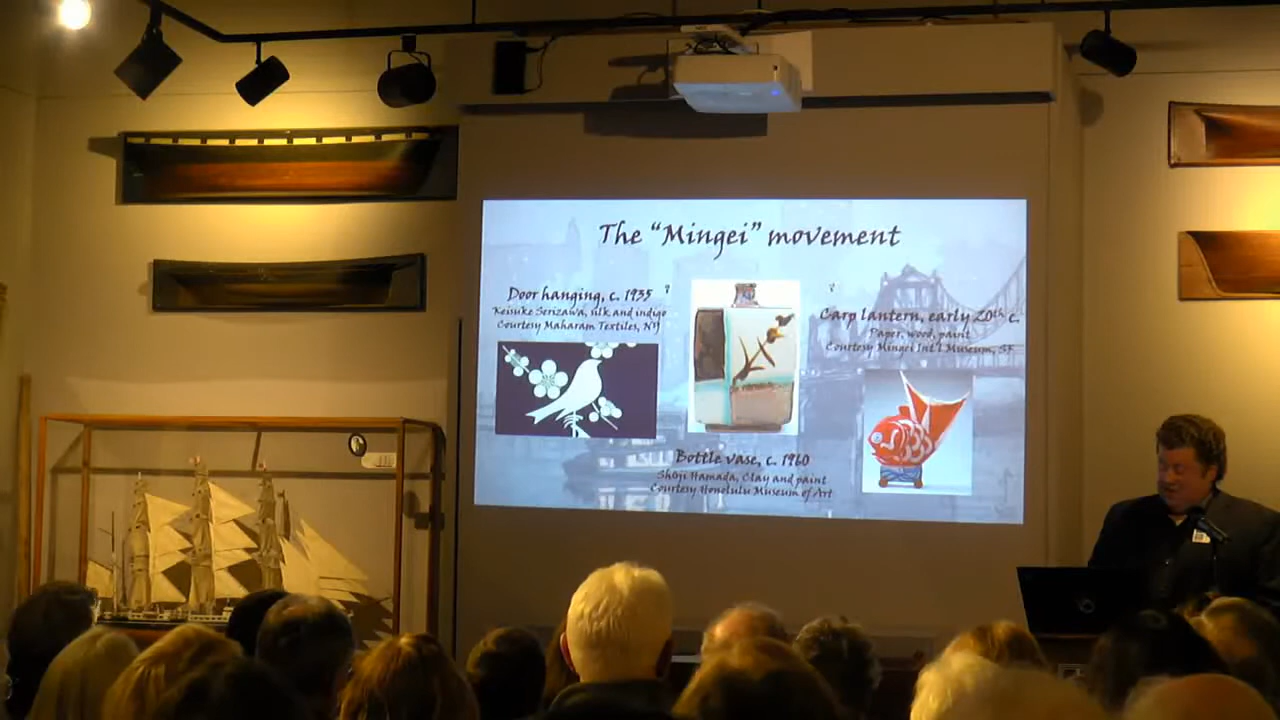 The "Mingei" movement
Door hanging, c. 1935
Keisuke Serizawa, silk and indigo
Courtesy Maharam Textiles, NY
Carp lantern, early 20th c.
Paper, wood, paint
Courtesy Mingei Int'l Museum, SF
Bottle vase, c. 1960
Shōji Hamada, Clay and paint
Courtesy Honolulu Museum of Art